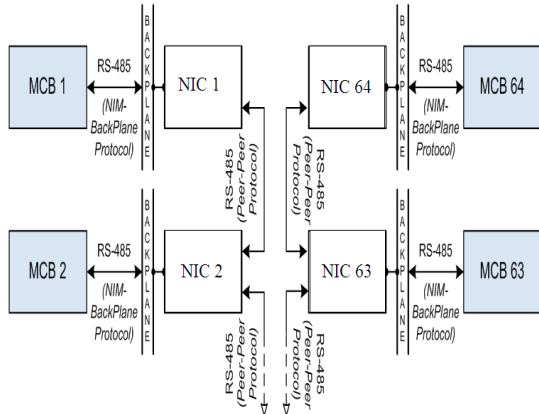 MCB 1
RS-485
(NIM-
BackPlane
Protocol)
BACKPLANE
NIC 1
RS-485
(Peer-Peer
Protocol)
NIC 64
RS-485
(Peer-Peer
Protocol)
BACKPLANE
RS-485
(NIM-
BackPlane
Protocol)
MCB 64
MCB 2
RS-485
(NIM-
BackPlane
Protocol)
BACKPLANE
NIC 2
RS-485
(Peer-Peer
Protocol)
NIC 63
RS-485
(Peer-Peer
Protocol)
BACKPLANE
RS-485
(NIM-
BackPlane
Protocol)
MCB 63